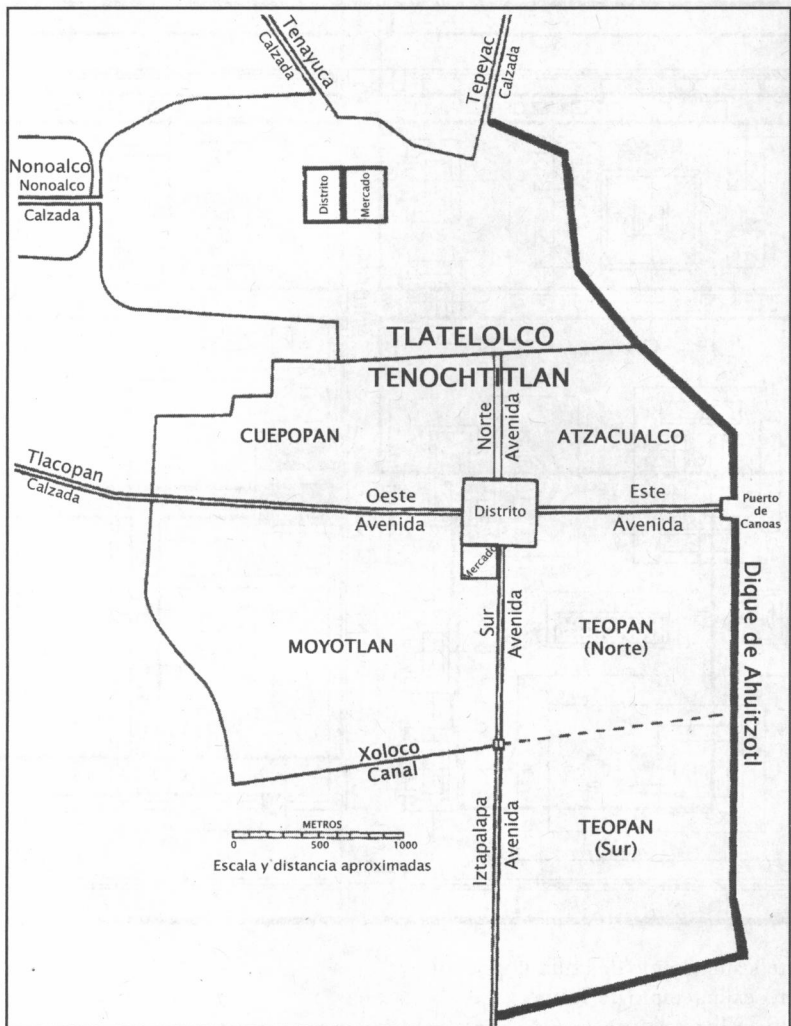 Tenayuca
Calzada
Tepeyac
Calzada
Nonoalco
Nonoalco
Calzada
Distrito
Mercado
TLATELOLCO
TENOCHTITLAN
Norte
Avenida
CUEPOPAN
ATZACUALCO
Tlacopan
Calzada
Oeste
Avenida
Distrito
Este
Avenida
Puerto
de
Canoas
Mercado
Sur
Avenida
MOYOTLAN
TEOPAN
(Norte)
Dique de Ahuitzotl
Xoloco
Canal
METROS
0 500 1000
Escala y distancia aproximadas
Iztapalapa
Avenida
TEOPAN
(Sur)